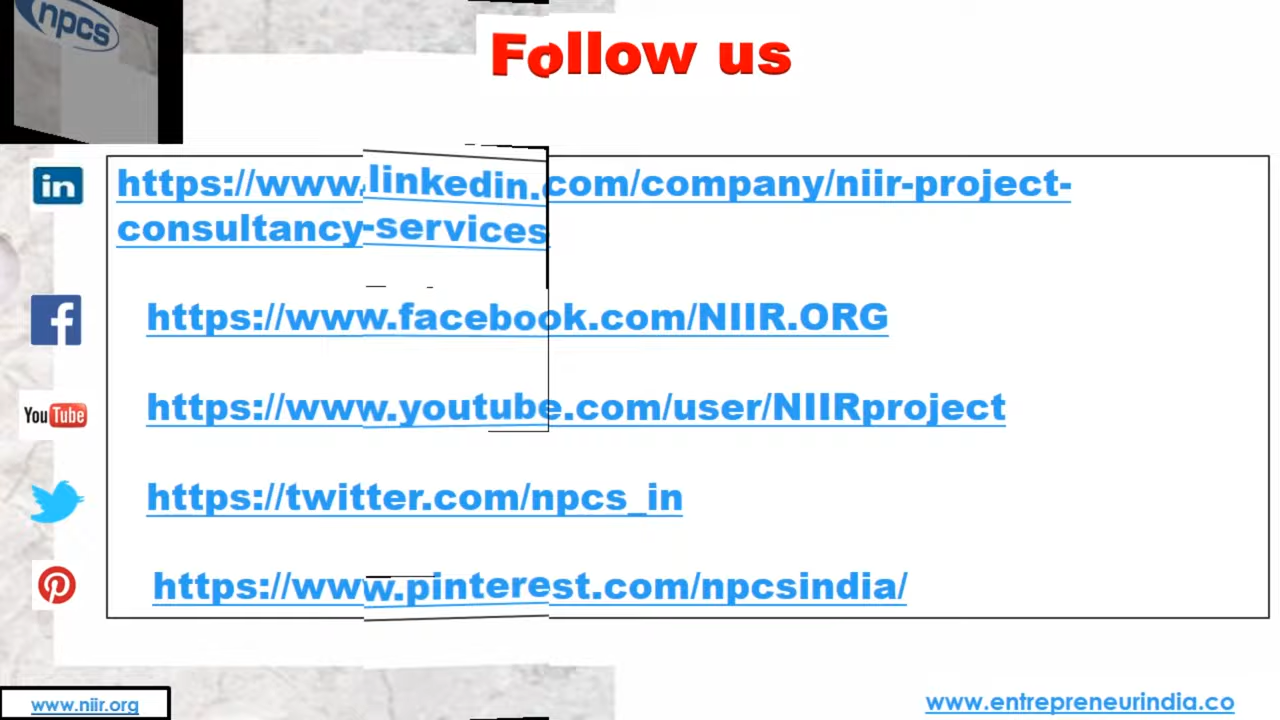 npcs
Follow us
in
https://www.linkedin.com/company/niir-project-
consultancy-services
f
https://www.facebook.com/NIIR.ORG
You Tube
https://www.youtube.com/user/NIIRproject
https://twitter.com/npcs_in
https://www.pinterest.com/npcsindia/
www.niir.org
www.entrepreneurindia.co